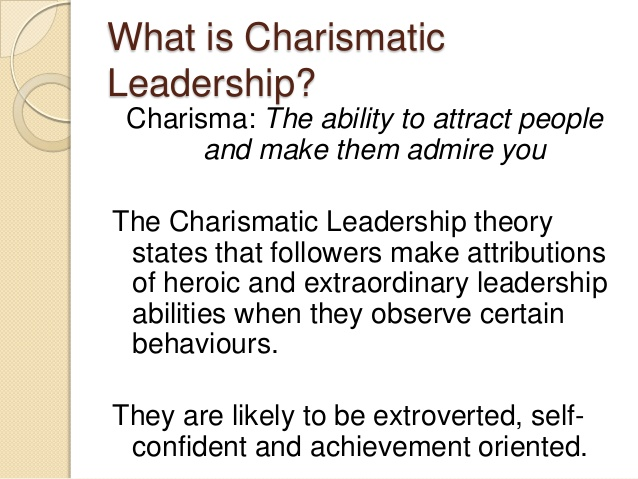 What is Charismatic
Leadership?
Charisma: The ability to attract people
and make them admire you
The Charismatic Leadership theory
states that followers make attributions
of heroic and extraordinary leadership
abilities when they observe certain
behaviours.
They are likely to be extroverted, self-
confident and achievement oriented.